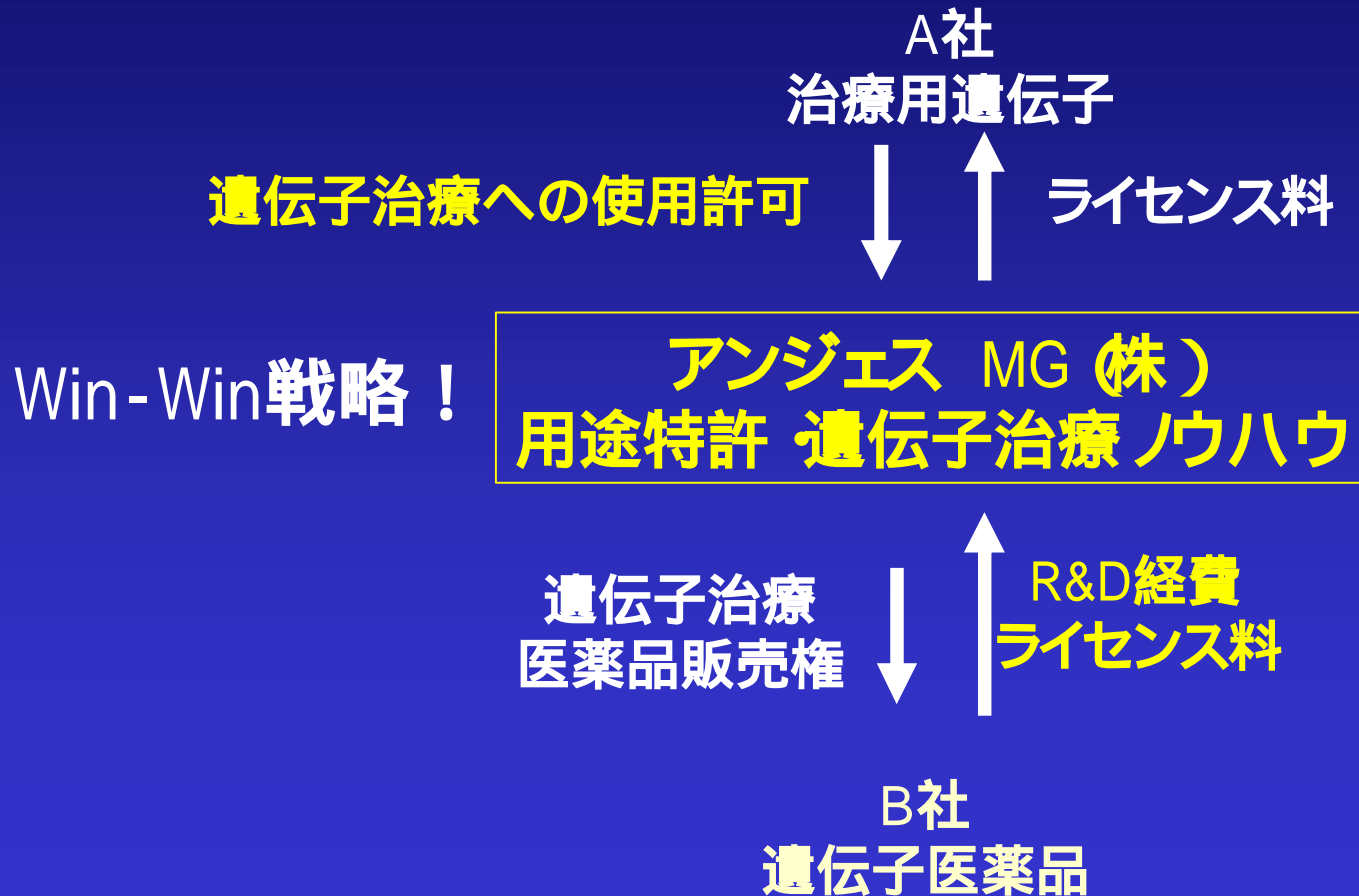 A社
治療用遺伝子
遺伝子治療への使用許可
ライセンス料
Win-Win戦略！
アンジェス MG （株）
用途特許・遺伝子治療ノウハウ
遺伝子治療
医薬品販売権
R&D経費
ライセンス料
B社
遺伝子医薬品